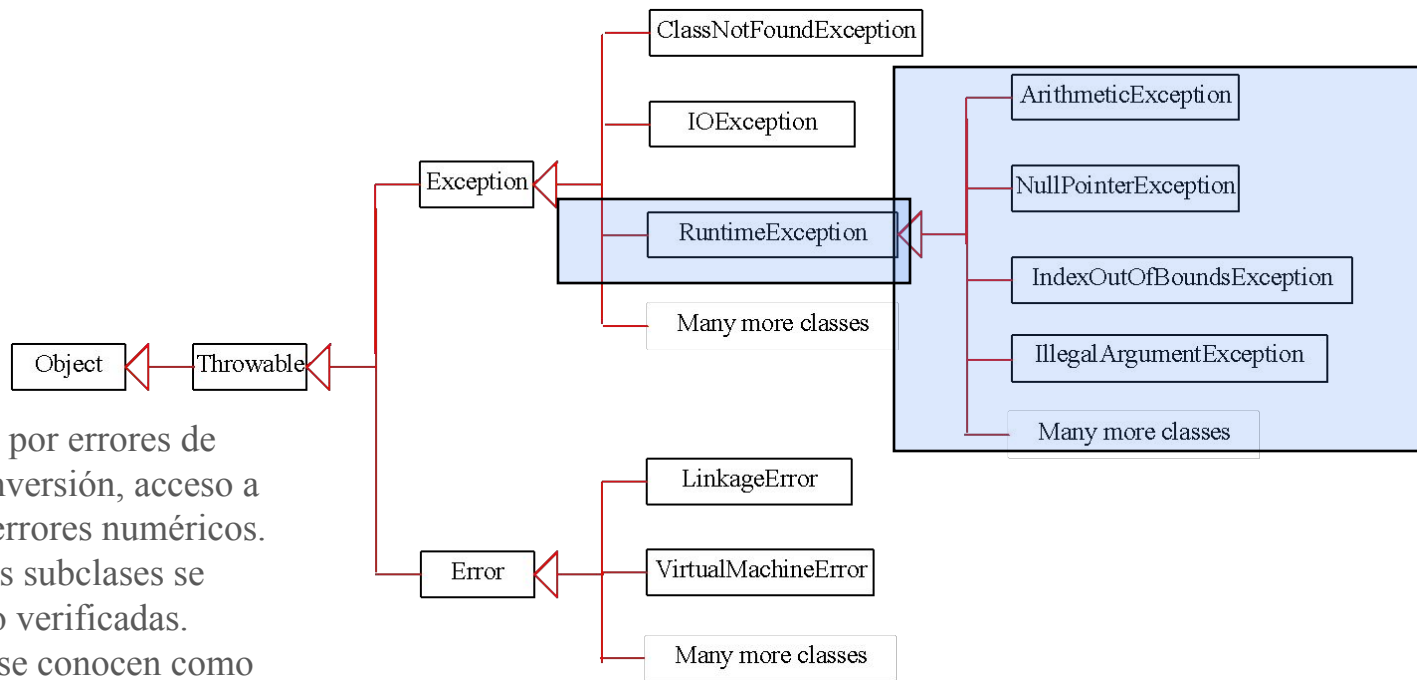 ClassNotFoundException
ArithmeticException
IOException
Exception
NullPointerException
RuntimeException
IndexOutOfBoundsException
Many more classes
Object
Throwable
IllegalArgumentException
Many more classes
por errores de
nversión, acceso a
errores numéricos.
s subclases se
o verificadas.
se conocen como
LinkageError
Error
VirtualMachineError
Many more classes